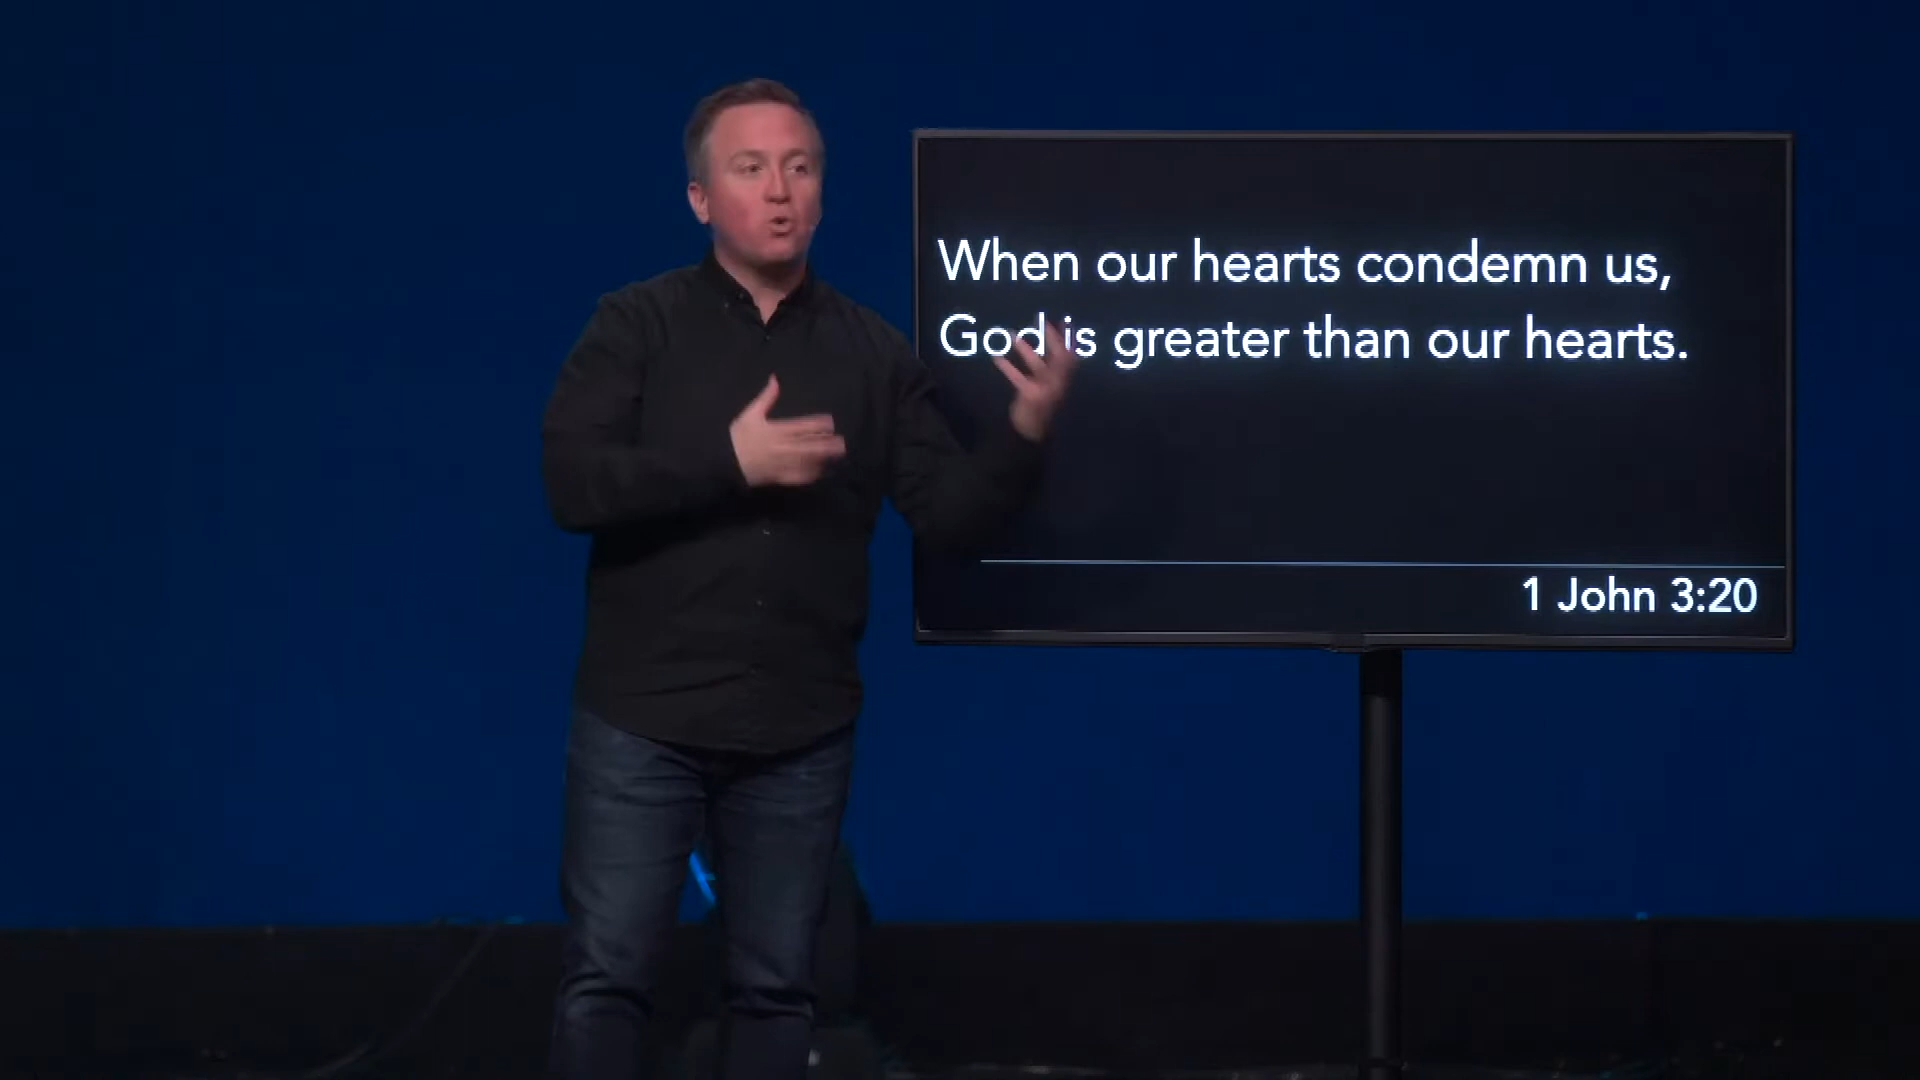 When our hearts condemn us,
God is greater than our hearts.
1 John 3:20